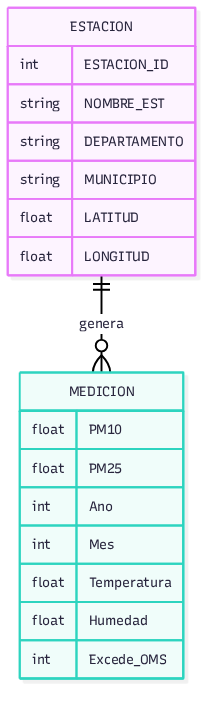 ESTACION
int ESTACION_ID
string NOMBRE_EST
string DEPARTAMENTO
string MUNICIPIO
float LATITUD
float LONGITUD
genera
MEDICION
float PM10
float PM25
int Ano
int Mes
float Temperatura
float Humedad
int Excede_OMS